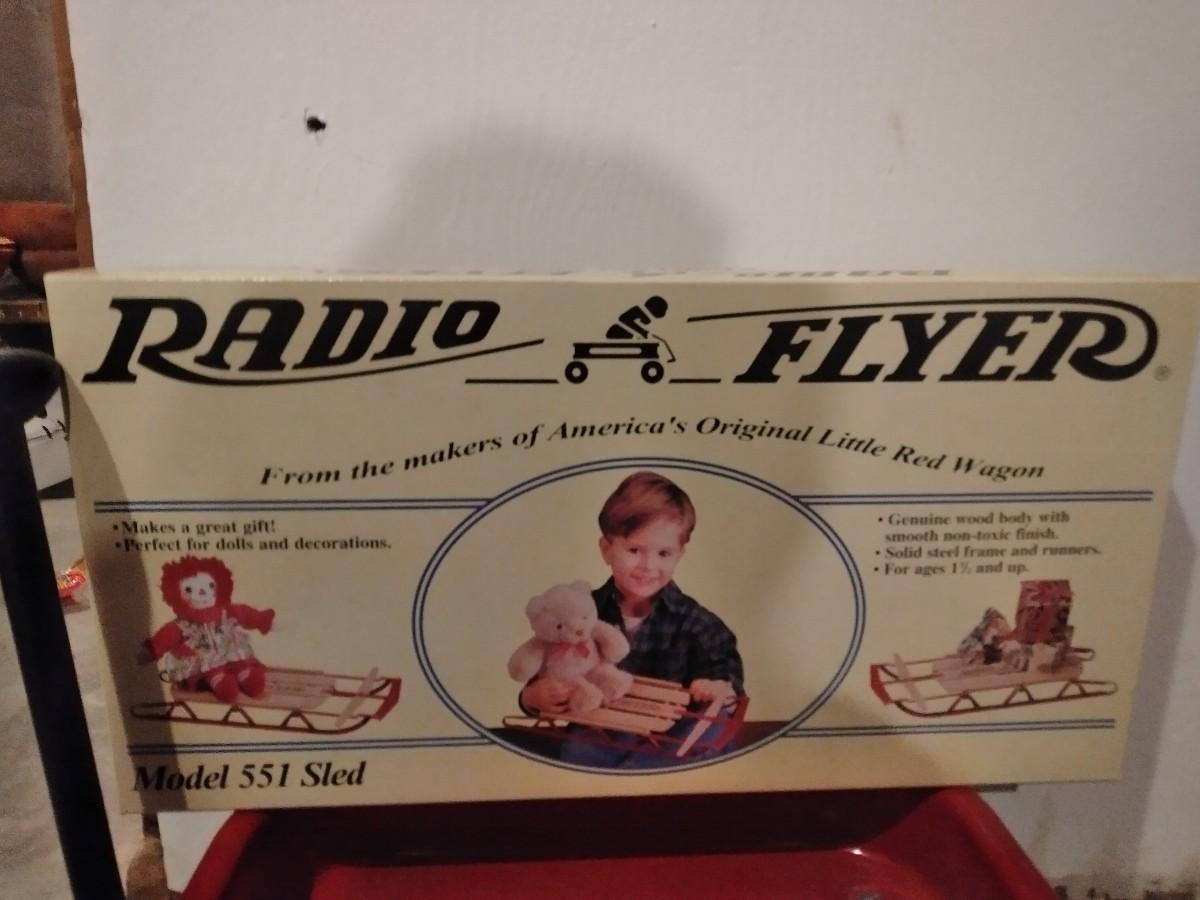 RADIO FLYER®
From the makers of America's Original Little Red Wagon
• Makes a great gift!
• Perfect for dolls and decorations.
• Genuine wood body with
smooth non-toxic finish.
• Solid steel frame and runners.
• For ages 1½ and up.
Model 551 Sled